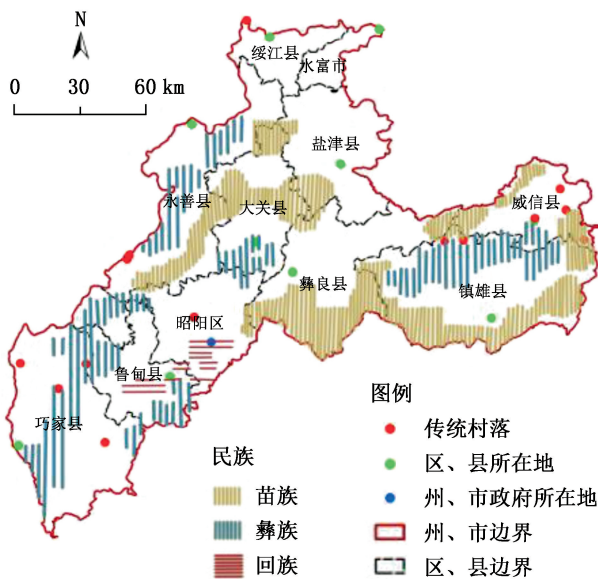 N
0 30 60 km
绥江县
水富市
盐津县
永善县
大关县
威信县
彝良县
镇雄县
昭阳区
鲁甸县
巧家县
图例
传统村落
区、县所在地
州、市政府所在地
州、市边界
区、县边界
民族
苗族
彝族
回族